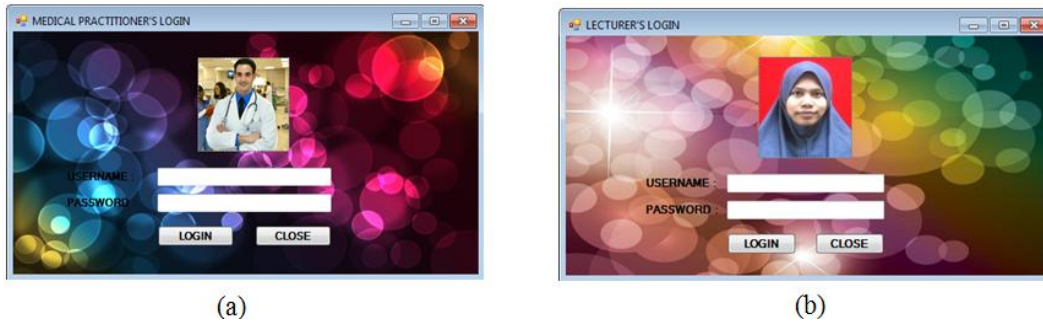 MEDICAL PRACTITIONER'S LOGIN
USERNAME :
PASSWORD :
LOGIN CLOSE
(a)
LECTURER'S LOGIN
USERNAME :
PASSWORD :
LOGIN CLOSE
(b)